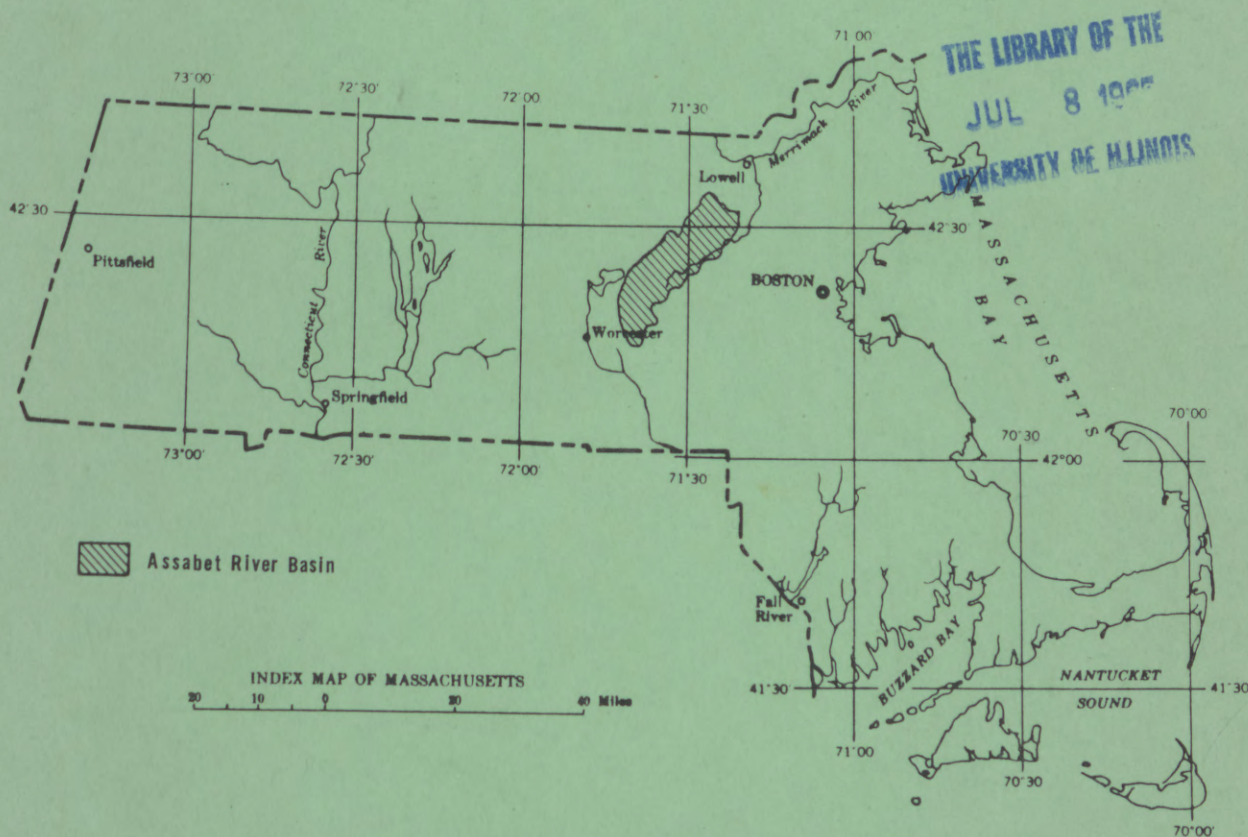 THE LIBRARY OF THE
JUL 8 196
UNIVERSITY OF ILLINOIS
71 00
73°00'
72°30'
72°00'
71°30'
Merrimack River
Lowell
42°30
42°30
MASSACHUSETTS BAY
Pittsfield
Connecticut River
BOSTON
Worcester
Springfield
70°00
73°00'
72°30'
72°00'
71°30
70°30
42°00
Assabet River Basin
Fall River
BUZZARD BAY
INDEX MAP OF MASSACHUSETTS
20 10 0 20 40 Miles
NANTUCKET
SOUND
41°30
41°30
71°00
70°30
70°00'